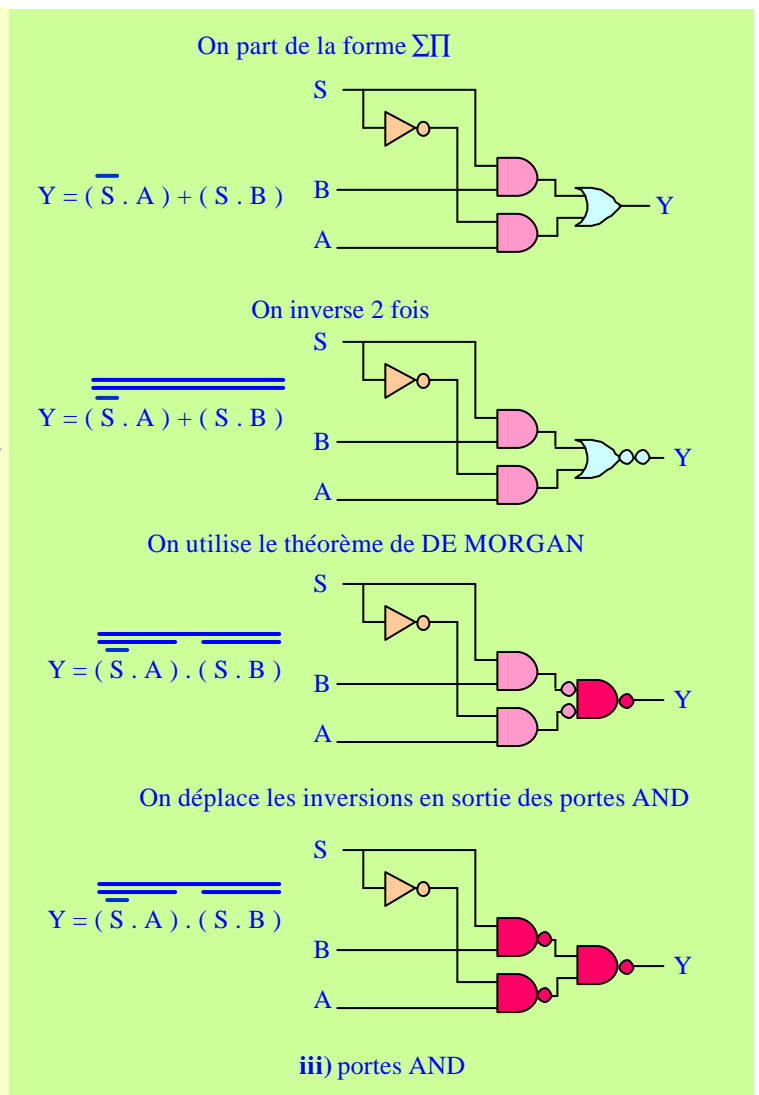 On part de la forme ΣΠ
S
Y = ( S̅ . A ) + ( S . B )
B
Y
A
On inverse 2 fois
S
Y = ( S̅ . A ) + ( S . B )
B
Y
A
On utilise le théorème de DE MORGAN
S
Y = ( S̅ . A ) . ( S . B )
B
Y
A
On déplace les inversions en sortie des portes AND
S
Y = ( S̅ . A ) . ( S . B )
B
Y
A
iii) portes AND